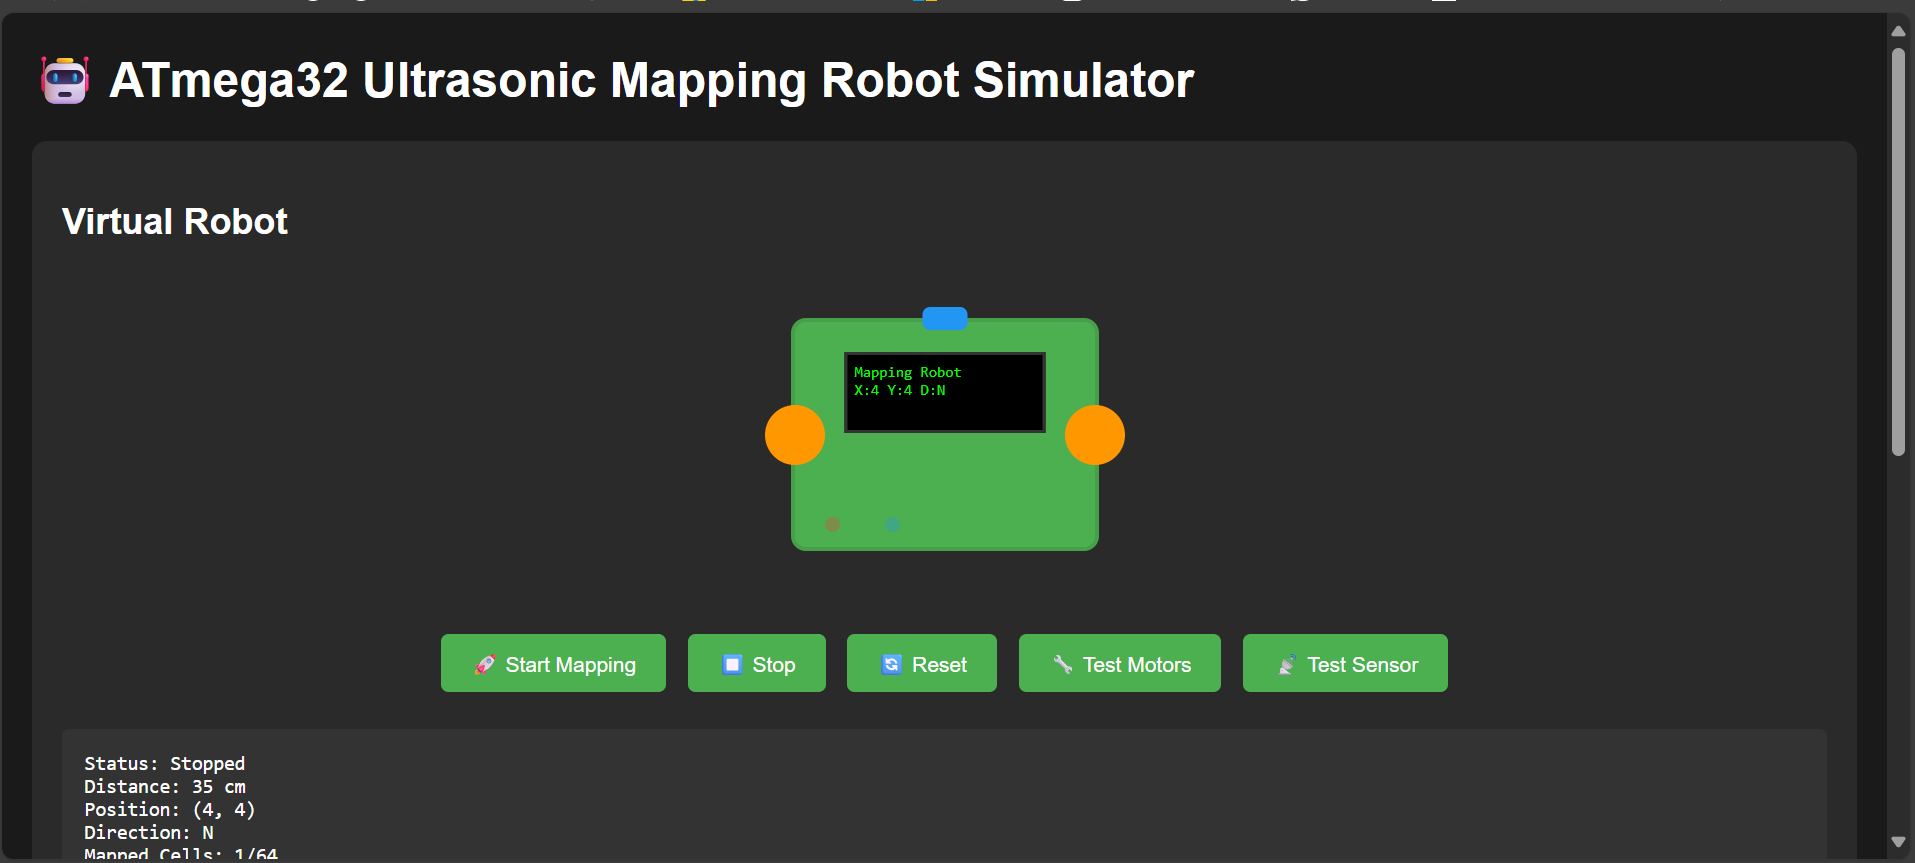 ATmega32 Ultrasonic Mapping Robot Simulator
Virtual Robot
Mapping Robot
X:4 Y:4 D:N
Start Mapping
Stop
Reset
Test Motors
Test Sensor
Status: Stopped
Distance: 35 cm
Position: (4, 4)
Direction: N
Mapped Cells: 1/64